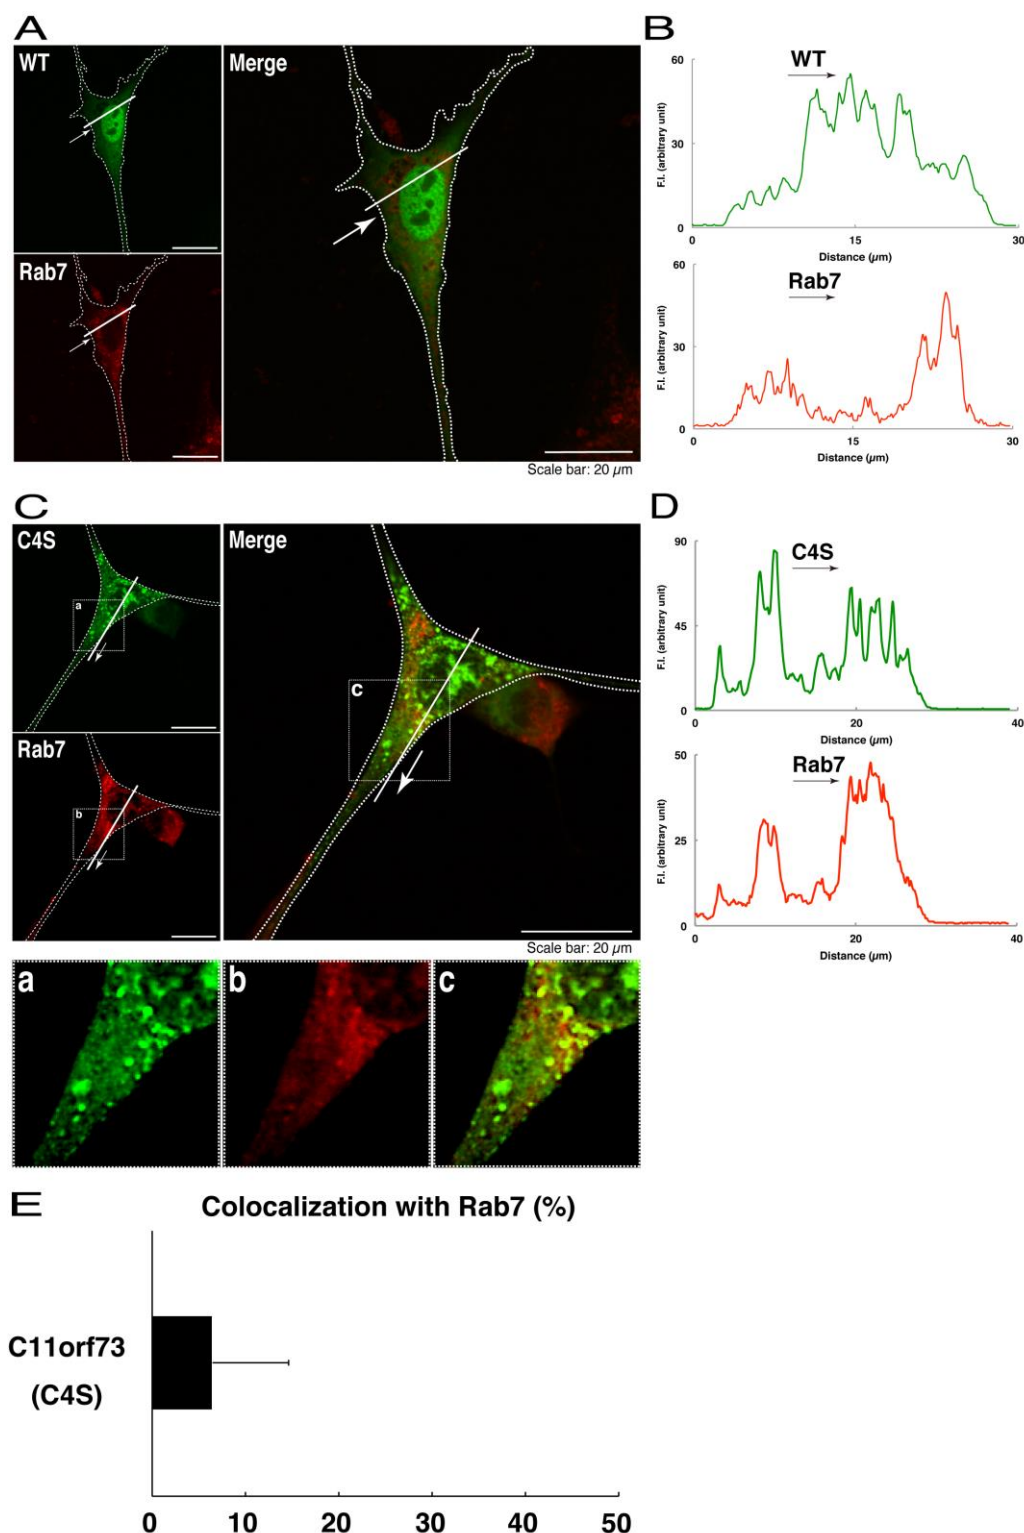 A
WT
Rab7
Merge
Scale bar: 20 µm
B
60
WT
30
0
0
15
30
F.I. (arbitrary unit)
Distance (µm)
60
Rab7
30
0
0
15
30
F.I. (arbitrary unit)
Distance (µm)
C
C4S
a
Rab7
b
Merge
c
Scale bar: 20 µm
a
b
c
D
90
C4S
45
0
0
20
40
F.I. (arbitrary unit)
Distance (µm)
50
Rab7
25
0
0
20
40
F.I. (arbitrary unit)
Distance (µm)
E
Colocalization with Rab7 (%)
C11orf73
(C4S)
0 10 20 30 40 50